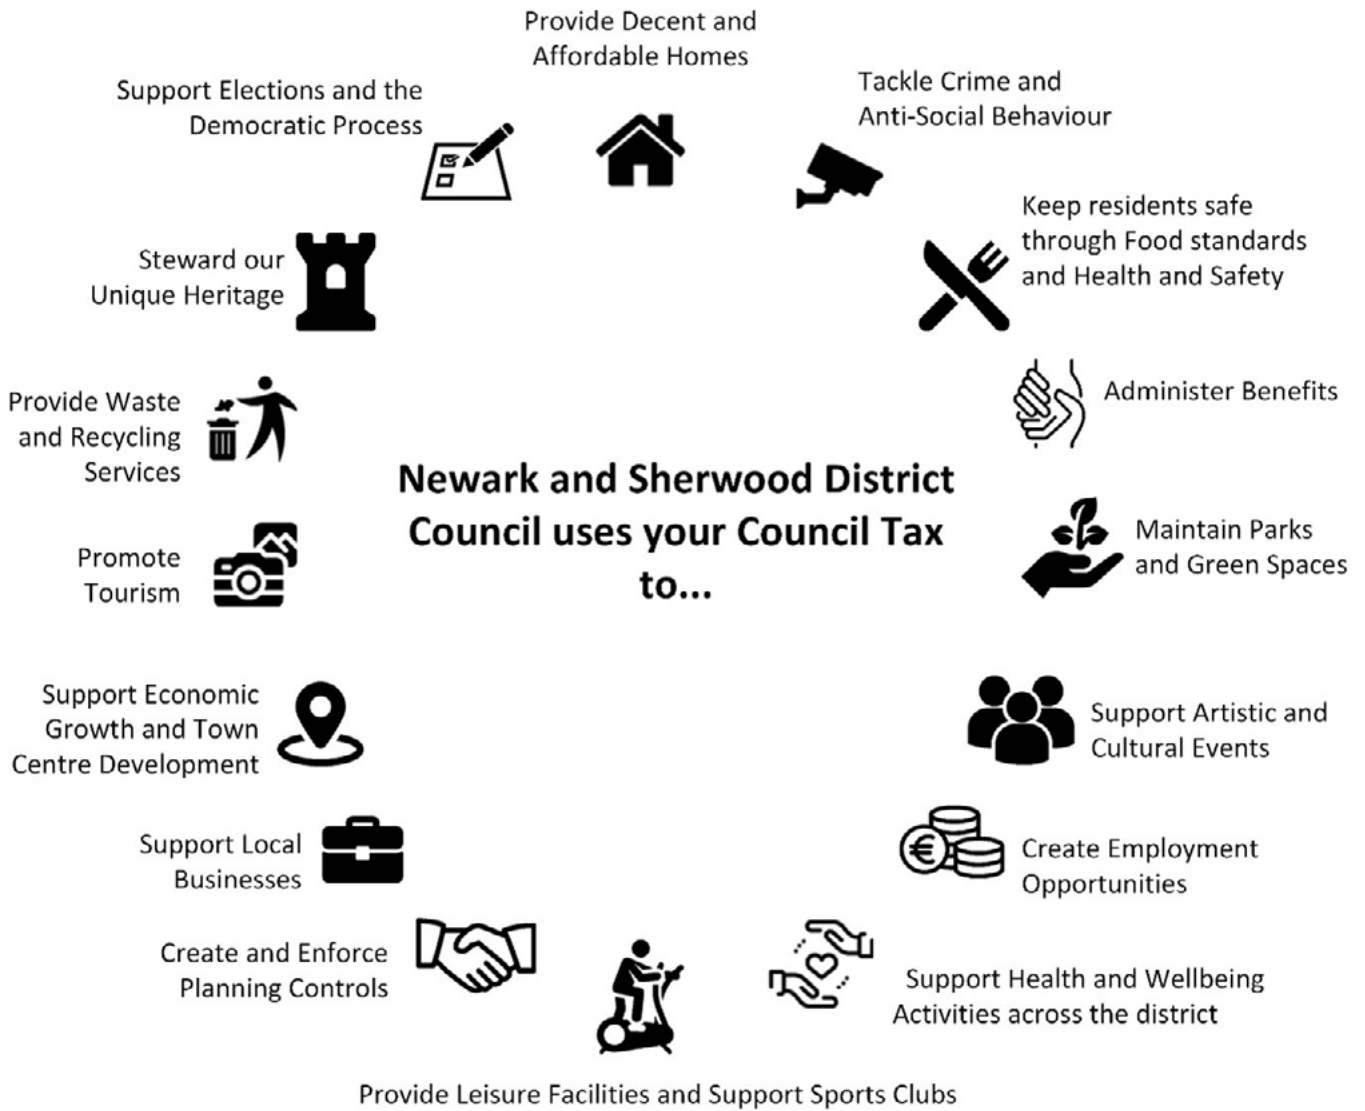 Provide Decent and
Affordable Homes
Tackle Crime and
Anti-Social Behaviour
Keep residents safe
through Food standards
and Health and Safety
Administer Benefits
Maintain Parks
and Green Spaces
Support Artistic and
Cultural Events
Create Employment
Opportunities
Support Health and Wellbeing
Activities across the district
Provide Leisure Facilities and Support Sports Clubs
Create and Enforce
Planning Controls
Support Local
Businesses
Support Economic
Growth and Town
Centre Development
Promote
Tourism
Provide Waste
and Recycling
Services
Steward our
Unique Heritage
Support Elections and the
Democratic Process
Newark and Sherwood District
Council uses your Council Tax
to...
€